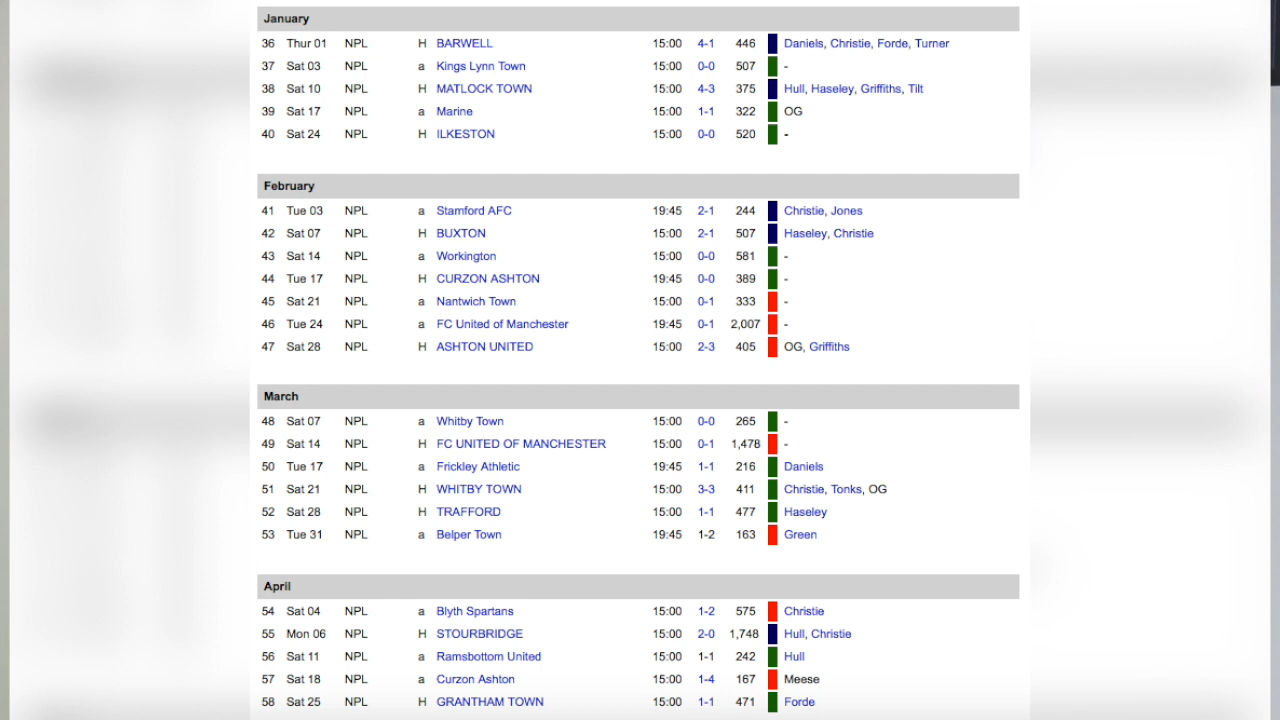 January
36 Thur 01 NPL H BARWELL 15:00 4-1 446 Daniels, Christie, Forde, Turner
37 Sat 03 NPL a Kings Lynn Town 15:00 0-0 507 -
38 Sat 10 NPL H MATLOCK TOWN 15:00 4-3 375 Hull, Haseley, Griffiths, Tilt
39 Sat 17 NPL a Marine 15:00 1-1 322 OG
40 Sat 24 NPL H ILKESTON 15:00 0-0 520 -
February
41 Tue 03 NPL a Stamford AFC 19:45 2-1 244 Christie, Jones
42 Sat 07 NPL H BUXTON 15:00 2-1 507 Haseley, Christie
43 Sat 14 NPL a Workington 15:00 0-0 581 -
44 Tue 17 NPL H CURZON ASHTON 19:45 0-0 389 -
45 Sat 21 NPL a Nantwich Town 15:00 0-1 333 -
46 Tue 24 NPL a FC United of Manchester 19:45 0-1 2,007 -
47 Sat 28 NPL H ASHTON UNITED 15:00 2-3 405 OG, Griffiths
March
48 Sat 07 NPL a Whitby Town 15:00 0-0 265 -
49 Sat 14 NPL H FC UNITED OF MANCHESTER 15:00 0-1 1,478 -
50 Tue 17 NPL a Frickley Athletic 19:45 1-1 216 Daniels
51 Sat 21 NPL H WHITBY TOWN 15:00 3-3 411 Christie, Tonks, OG
52 Sat 28 NPL H TRAFFORD 15:00 1-1 477 Haseley
53 Tue 31 NPL a Belper Town 19:45 1-2 163 Green
April
54 Sat 04 NPL a Blyth Spartans 15:00 1-2 575 Christie
55 Mon 06 NPL H STOURBRIDGE 15:00 2-0 1,748 Hull, Christie
56 Sat 11 NPL a Ramsbottom United 15:00 1-1 242 Hull
57 Sat 18 NPL a Curzon Ashton 15:00 1-4 167 Meese
58 Sat 25 NPL H GRANTHAM TOWN 15:00 1-1 471 Forde